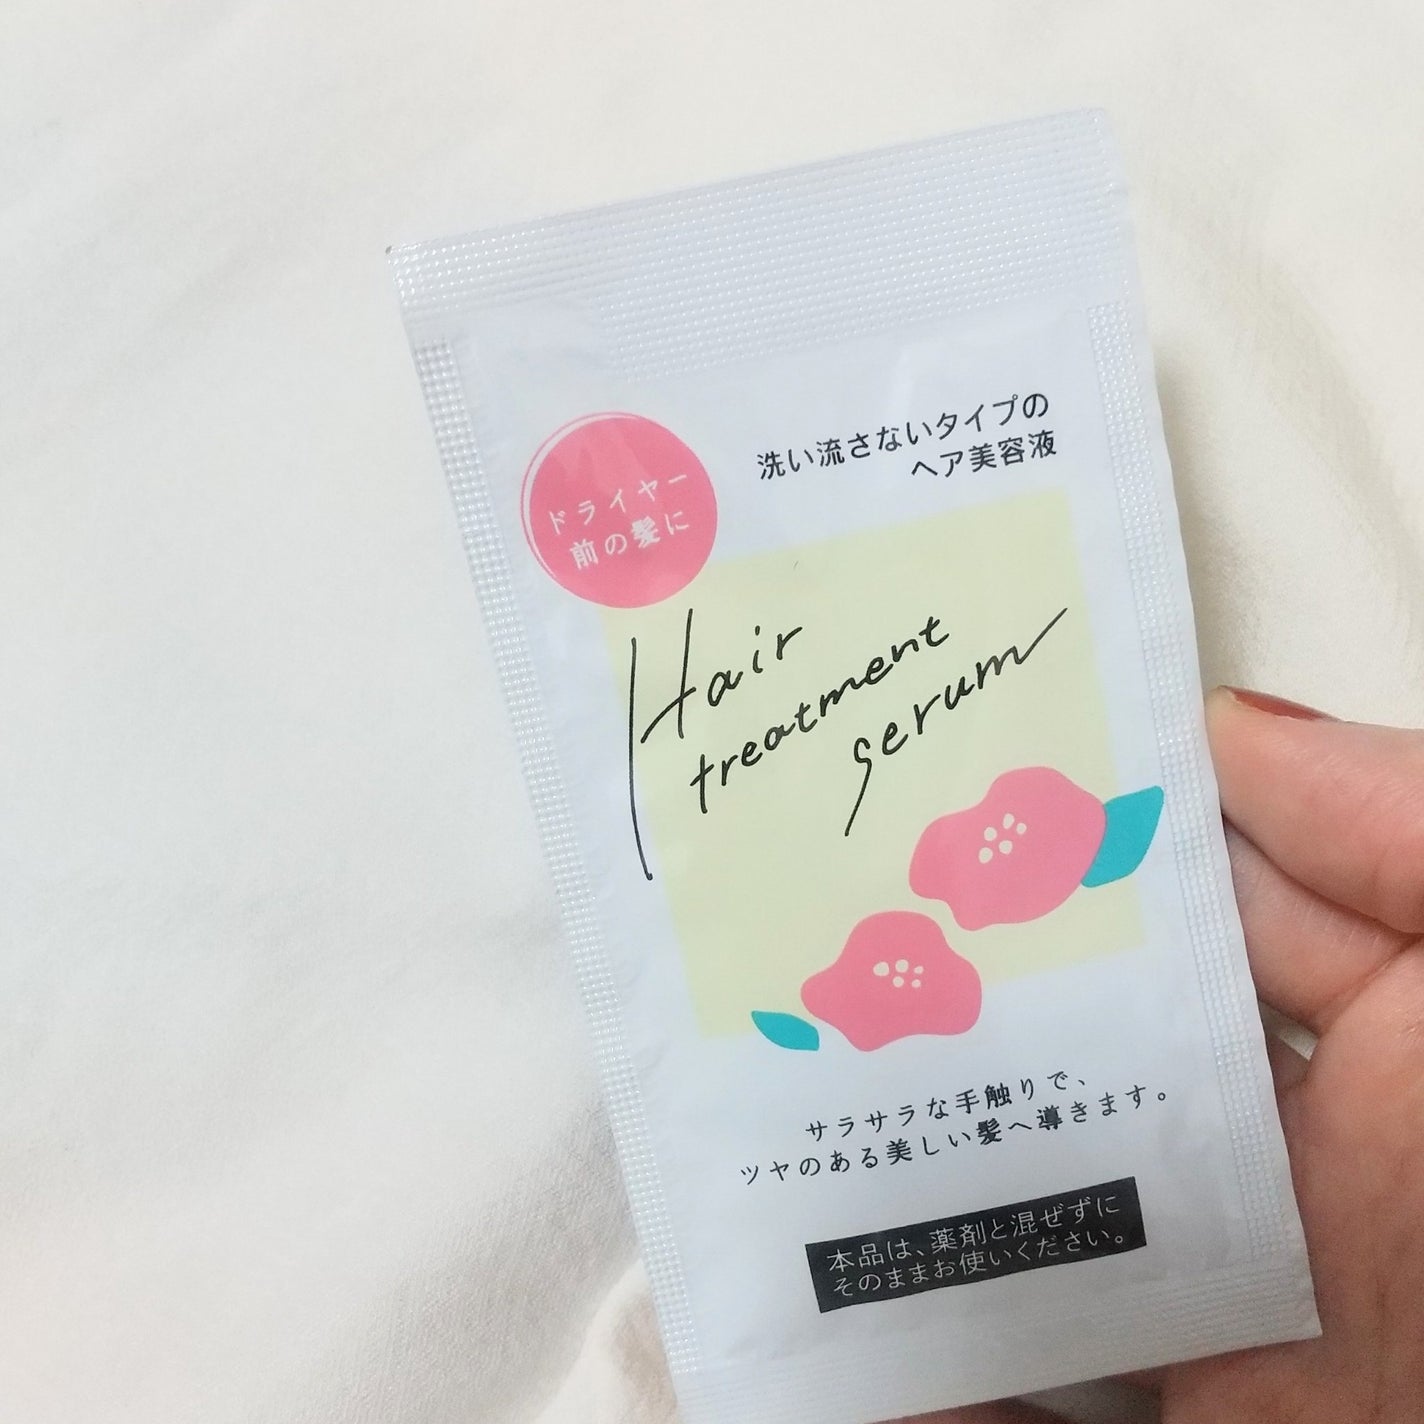 洗い流さないタイプの
ヘア美容液
ドライヤー
前の髪に
Hair
treatment
serum
サラサラな手触りで、
ツヤのある美しい髪へ導きます。
本品は、薬剤と混ぜずに
そのままお使いください。